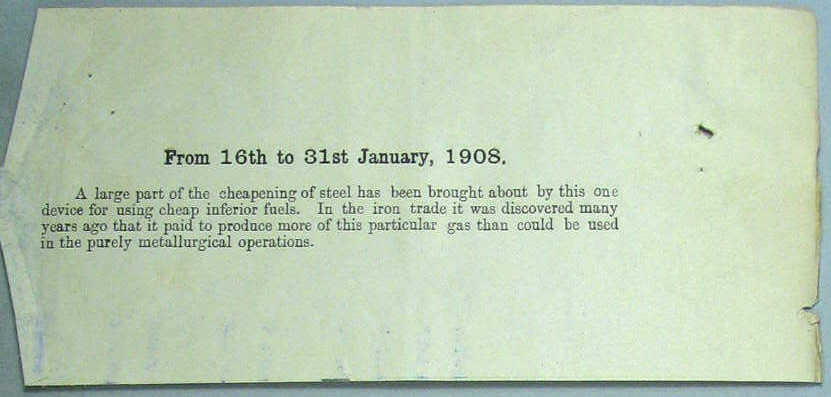 From 16th to 31st January, 1908.
A large part of the cheapening of steel has been brought about by this one
device for using cheap inferior fuels. In the iron trade it was discovered many
years ago that it paid to produce more of this particular gas than could be used
in the purely metallurgical operations.